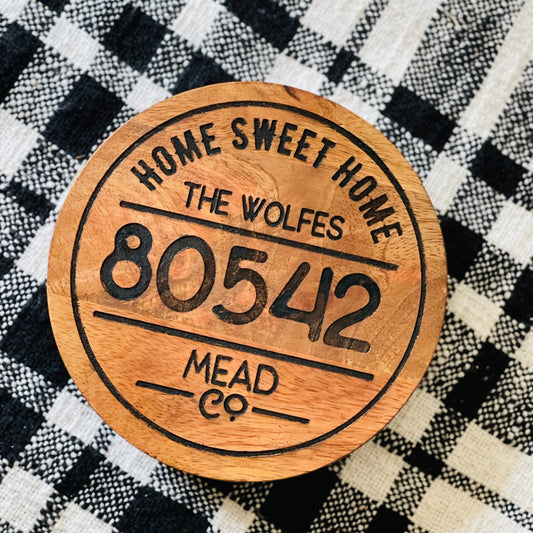 HOME SWEET HOME
THE WOLFES
80542
MEAD
CO